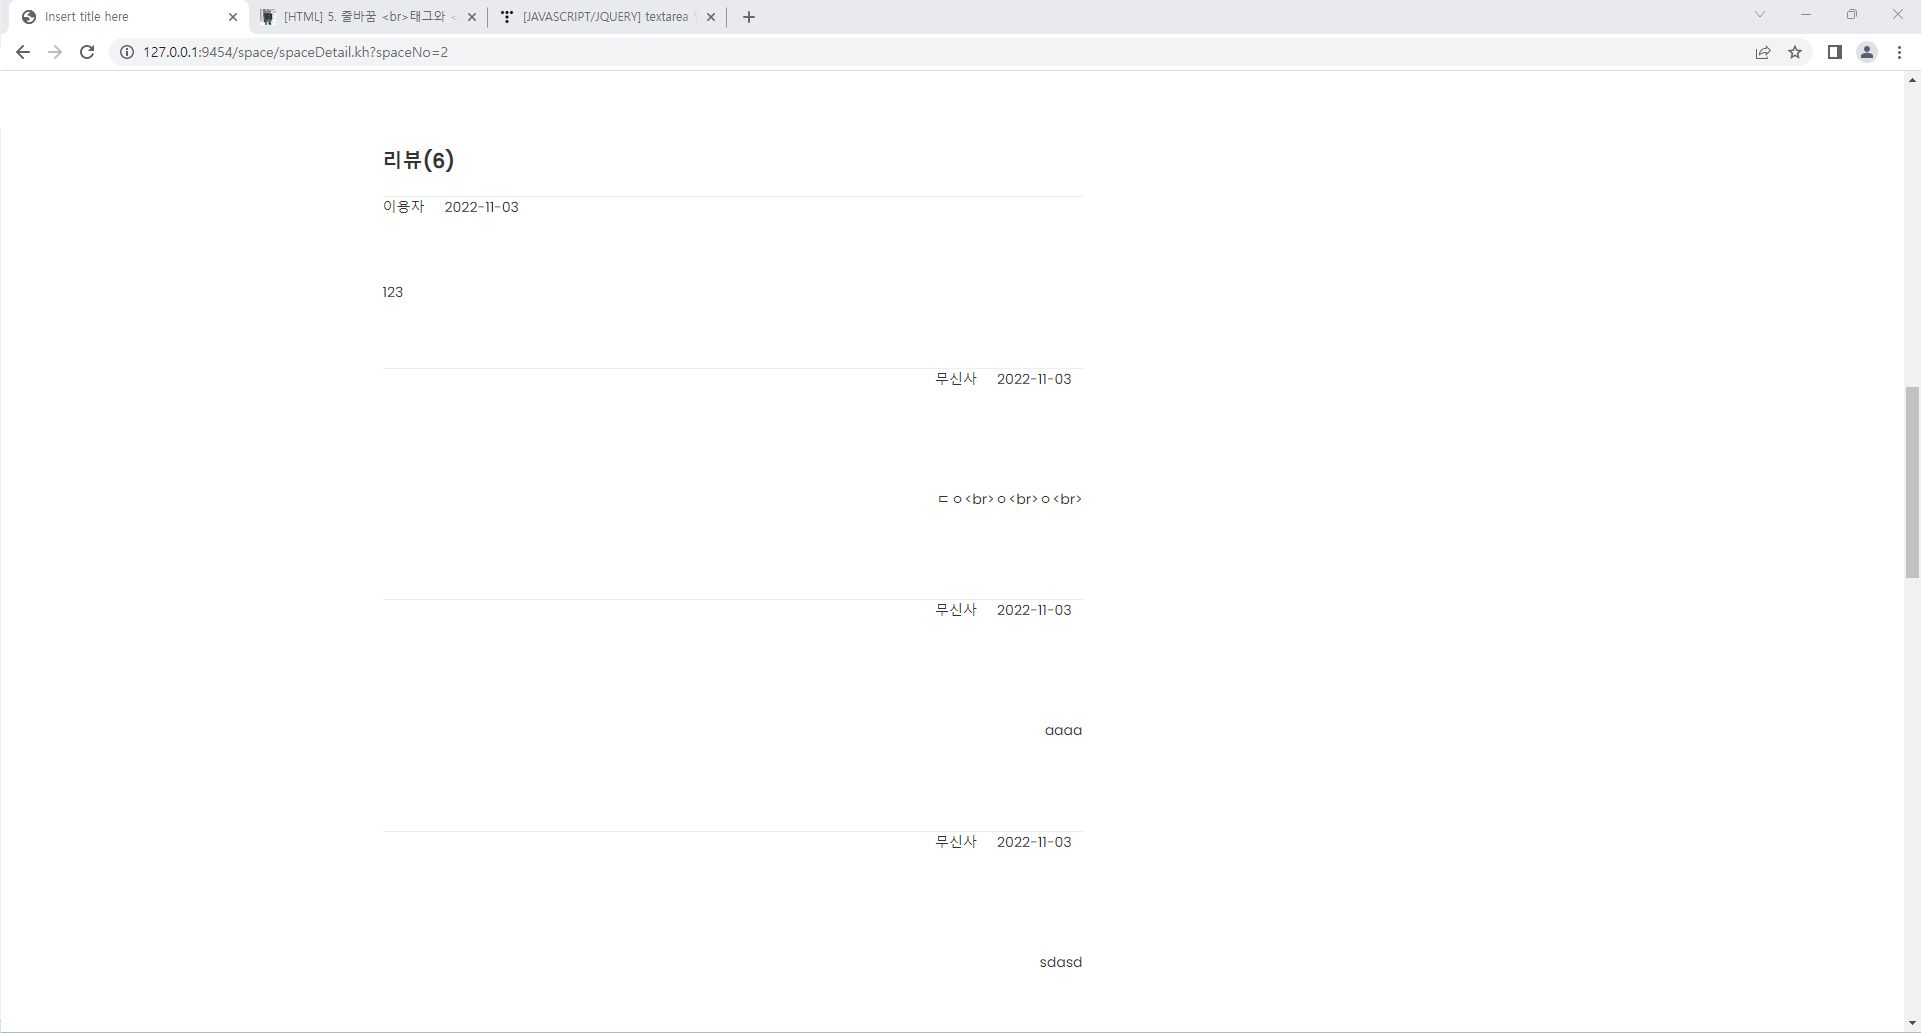 Insert title here
[HTML] 5. 줄바꿈 <br>태그와 <
[JAVASCRIPT/JQUERY] textarea
127.0.0.1:9454/space/spaceDetail.kh?spaceNo=2
리뷰(6)
이용자 2022-11-03
123
무신사 2022-11-03
ㄷㅇ<br>ㅇ<br>ㅇ<br>
무신사 2022-11-03
aaaa
무신사 2022-11-03
sdasd